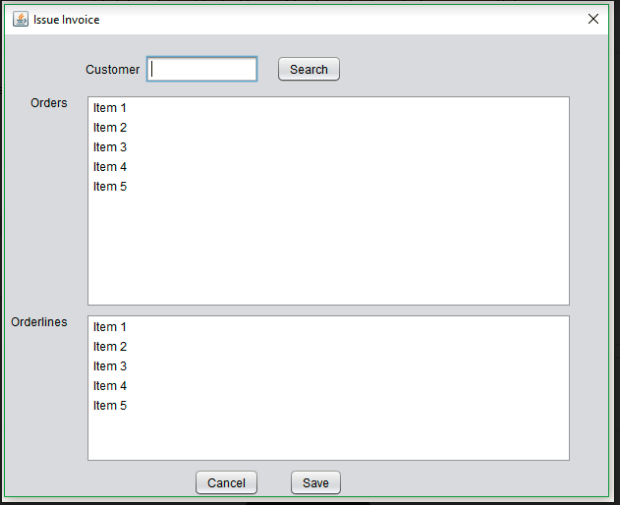 Issue Invoice
Customer
Search
Orders
Item 1
Item 2
Item 3
Item 4
Item 5
Orderlines
Item 1
Item 2
Item 3
Item 4
Item 5
Cancel
Save